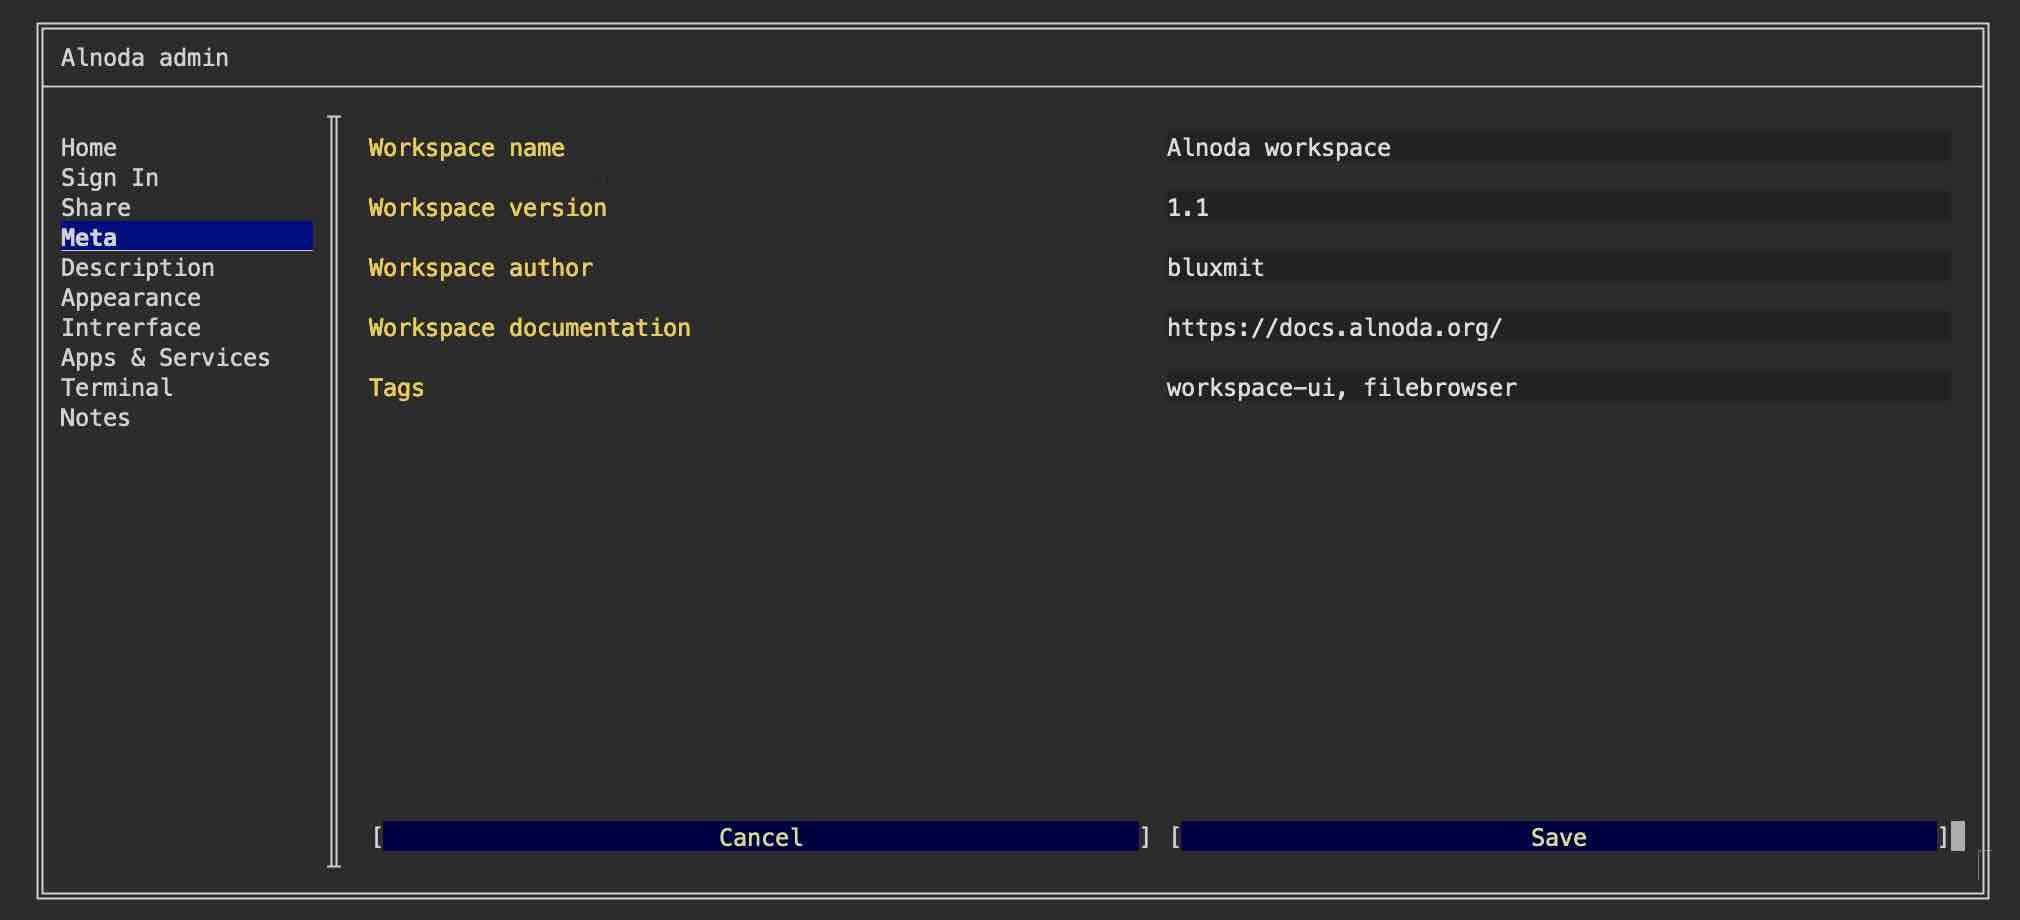 Alnoda admin
Home
Sign In
Share
Meta
Description
Appearance
Intrerface
Apps & Services
Terminal
Notes
Workspace name Alnoda workspace
Workspace version 1.1
Workspace author bluxmit
Workspace documentation https://docs.alnoda.org/
Tags workspace-ui, filebrowser
[ Cancel ] [ Save ]